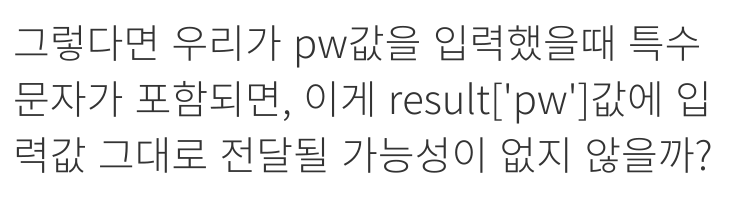 그렇다면 우리가 pw값을 입력했을때 특수
문자가 포함되면, 이게 result['pw']값에 입
력값 그대로 전달될 가능성이 없지 않을까?